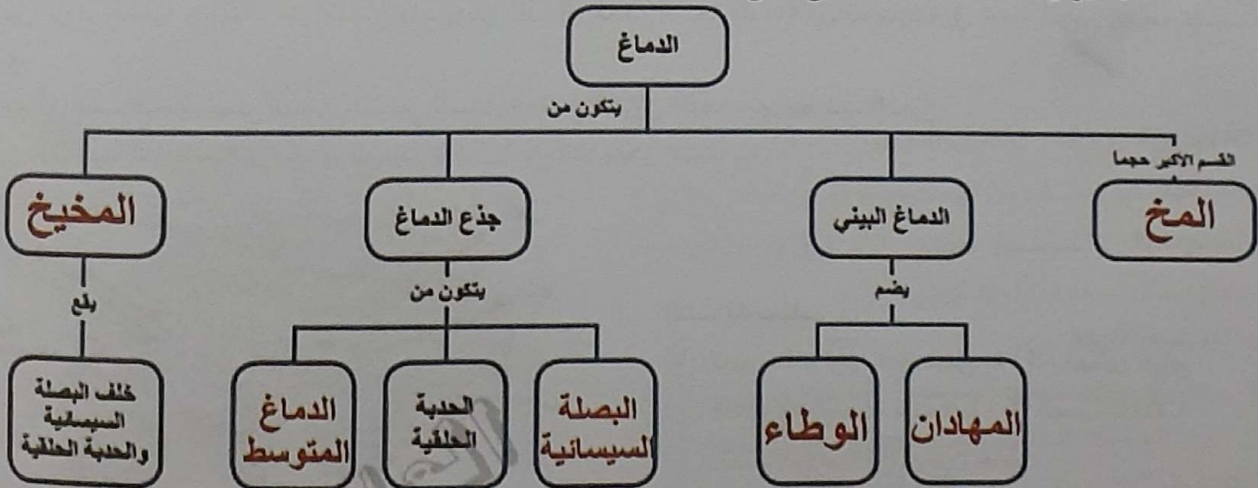 الدماغ
يتكون من
القسم الأكبر حجما
المخ
الدماغ البيني
جذع الدماغ
المخيخ
يضم
يتكون من
يقع
المهادان
الوطاء
البصلة
السيسائية
الحدبة
الحلقية
الدماغ
المتوسط
خلف البصلة
السيسائية
والحدبة الحلقية